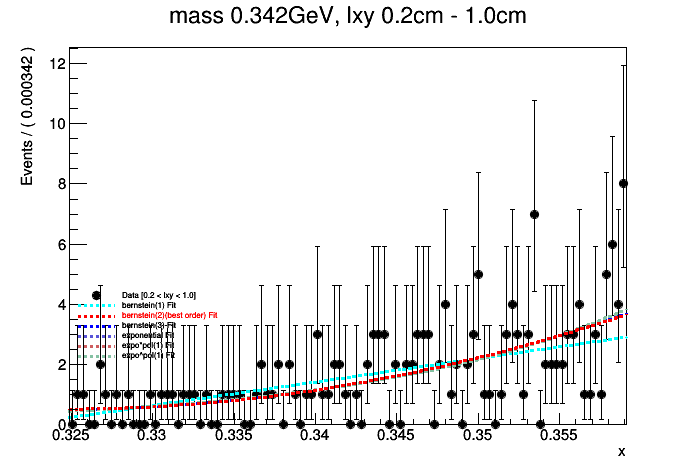 mass 0.342GeV, lxy 0.2cm - 1.0cm
Events / ( 0.000342 )
12
10
8
6
4
2
0
Data [0.2 < lxy < 1.0]
bernstein(1) Fit
bernstein(2)(best order) Fit
bernstein(3) Fit
exponential Fit
expo*pol(1) Fit
expo*pol(1) Fit
0.325 0.33 0.335 0.34 0.345 0.35 0.355
x